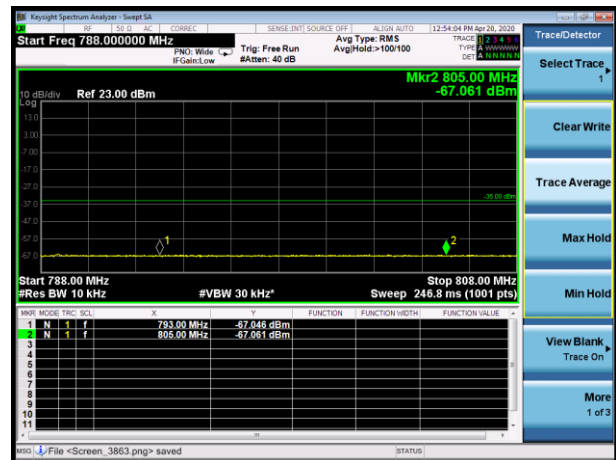 Keysight Spectrum Analyzer - Swept SA
RF 50 Ω AC CORREC SENSE:INT SOURCE OFF ALIGN AUTO 12:54:04 PM Apr 20, 2020
Start Freq 788.000000 MHz
PNO: Wide
IFGain:Low
Trig: Free Run
#Atten: 40 dB
Avg Type: RMS
Avg|Hold:>100/100
TRACE 1 2 3 4 5 6
TYPE A WWWWW
DET A N N N N N
Mkr2 805.00 MHz
-67.061 dBm
10 dB/div Ref 23.00 dBm
Log
13.0
3.00
-7.00
-17.0
-27.0
-35.00 dBm
-37.0
-47.0
-57.0
1
2
-67.0
Start 788.00 MHz Stop 808.00 MHz
#Res BW 10 kHz #VBW 30 kHz* Sweep 246.8 ms (1001 pts)
MKR MODE TRC SCL X Y FUNCTION FUNCTION WIDTH FUNCTION VALUE
1 N 1 f 793.00 MHz -67.046 dBm
2 N 1 f 805.00 MHz -67.061 dBm
3
4
5
6
7
8
9
10
11
MSG File <Screen_3863.png> saved STATUS
Trace/Detector
Select Trace
1
Clear Write
Trace Average
Max Hold
Min Hold
View Blank
Trace On
More
1 of 3